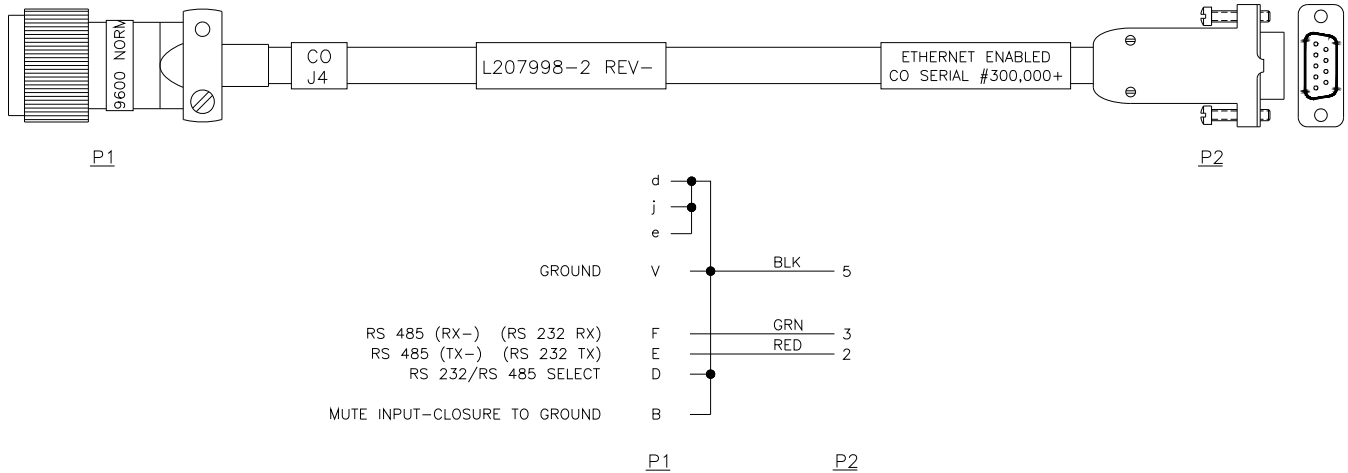 9600 NORM
CO
J4
L207998-2 REV-
ETHERNET ENABLED
CO SERIAL #300,000+
P1
P2
d
j
e
GROUND V BLK 5
RS 485 (RX-) (RS 232 RX) F GRN 3
RS 485 (TX-) (RS 232 TX) E RED 2
RS 232/RS 485 SELECT D
MUTE INPUT-CLOSURE TO GROUND B
P1 P2